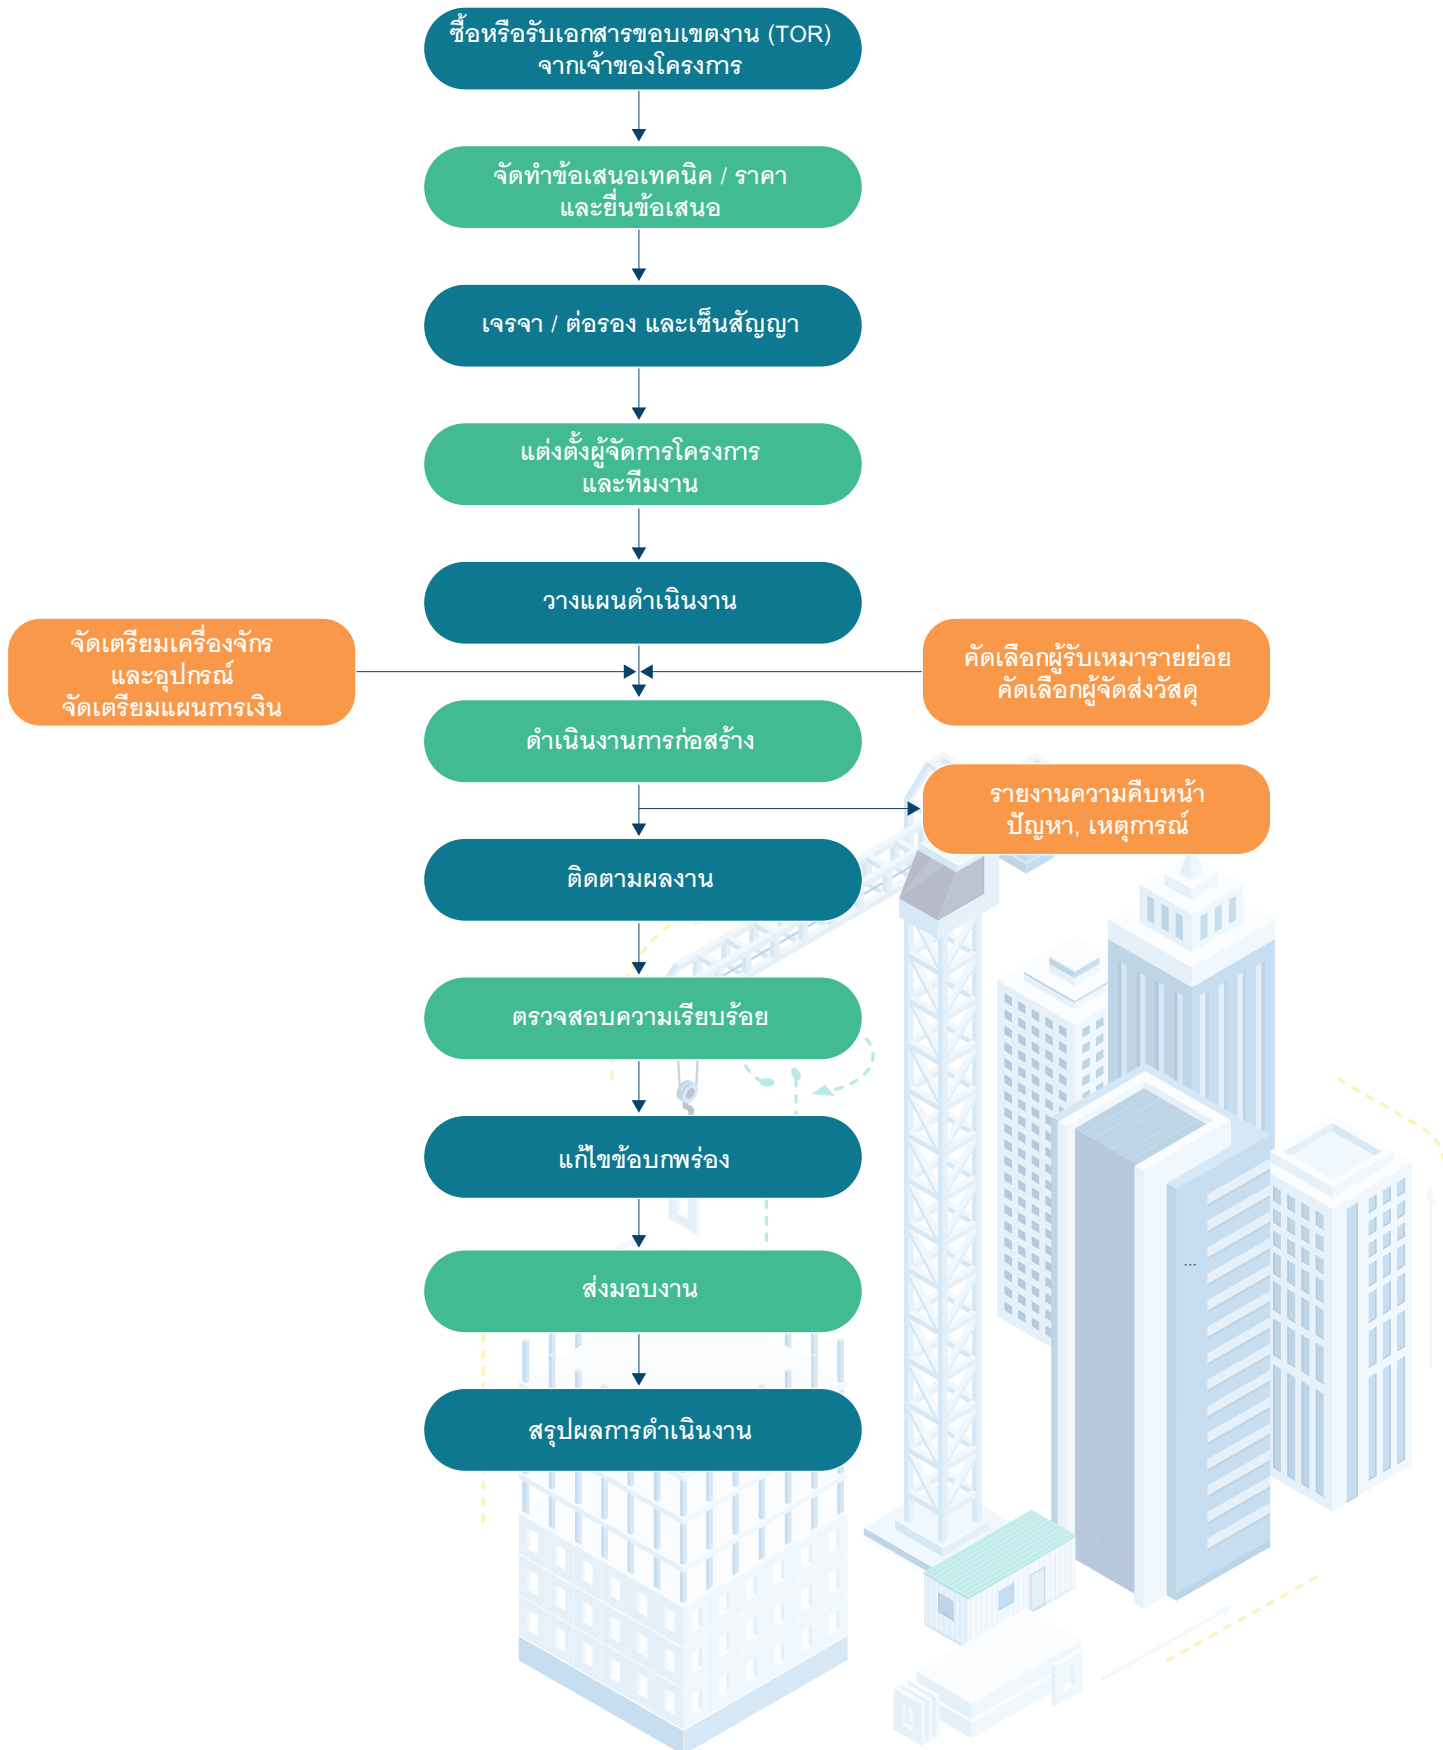 ซื้อหรือรับเอกสารขอบเขตงาน (TOR)
จากเจ้าของโครงการ
จัดทำข้อเสนอเทคนิค / ราคา
และยื่นข้อเสนอ
เจรจา / ต่อรอง และเซ็นสัญญา
แต่งตั้งผู้จัดการโครงการ
และทีมงาน
วางแผนดำเนินงาน
จัดเตรียมเครื่องจักร
และอุปกรณ์
จัดเตรียมแผนการเงิน
คัดเลือกผู้รับเหมารายย่อย
คัดเลือกผู้จัดส่งวัสดุ
ดำเนินงานการก่อสร้าง
รายงานความคืบหน้า
ปัญหา, เหตุการณ์
ติดตามผลงาน
ตรวจสอบความเรียบร้อย
แก้ไขข้อบกพร่อง
ส่งมอบงาน
สรุปผลการดำเนินงาน